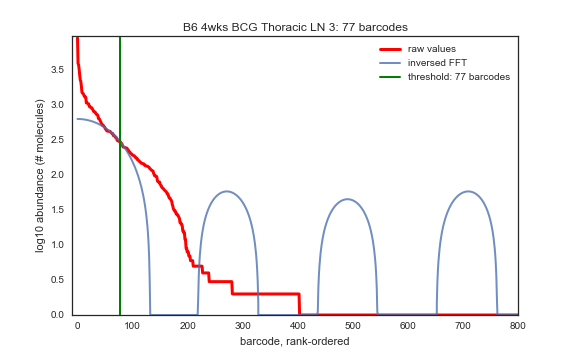 B6 4wks BCG Thoracic LN 3: 77 barcodes
raw values
inversed FFT
threshold: 77 barcodes
log10 abundance (# molecules)
3.5
3.0
2.5
2.0
1.5
1.0
0.5
0.0
0 100 200 300 400 500 600 700 800
barcode, rank-ordered